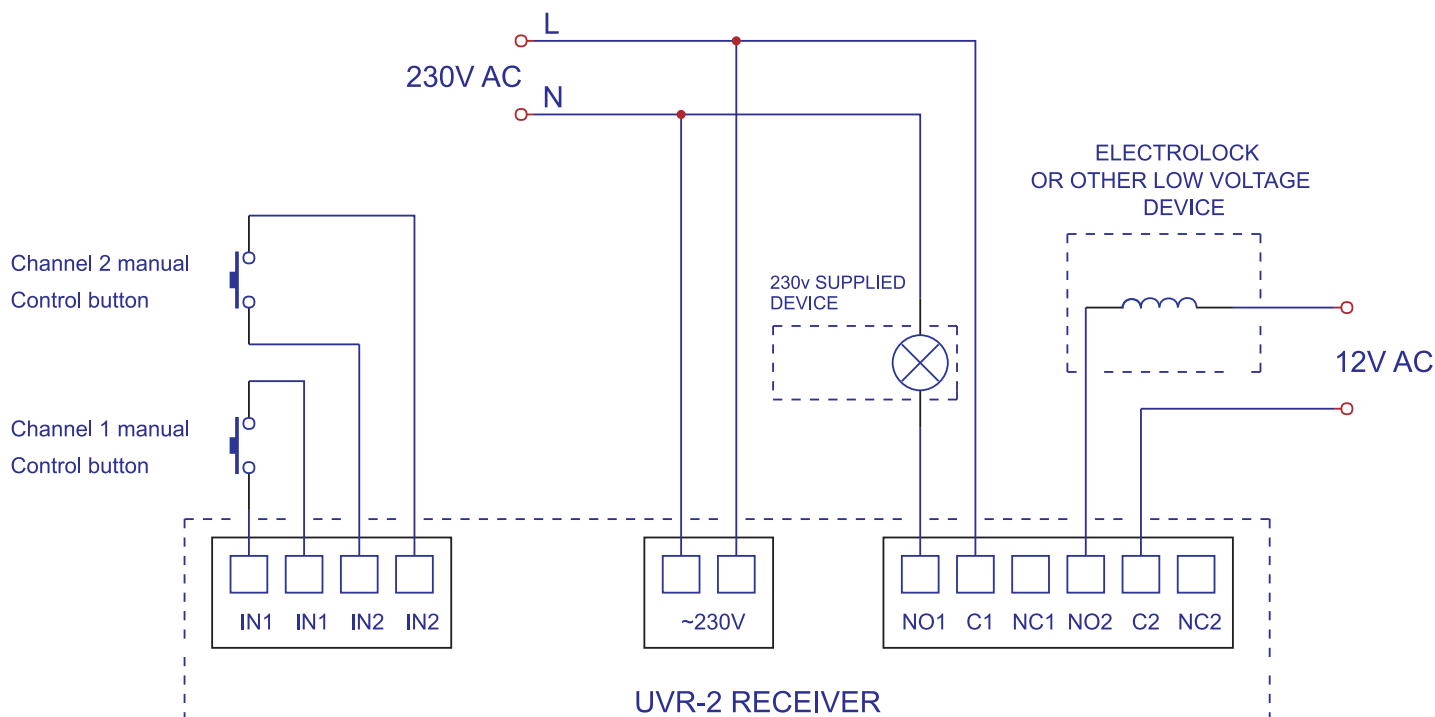 L
230V AC
N
ELECTROLOCK
OR OTHER LOW VOLTAGE
DEVICE
Channel 2 manual
Control button
230v SUPPLIED
DEVICE
12V AC
Channel 1 manual
Control button
IN1 IN1 IN2 IN2
~230V
NO1 C1 NC1 NO2 C2 NC2
UVR-2 RECEIVER